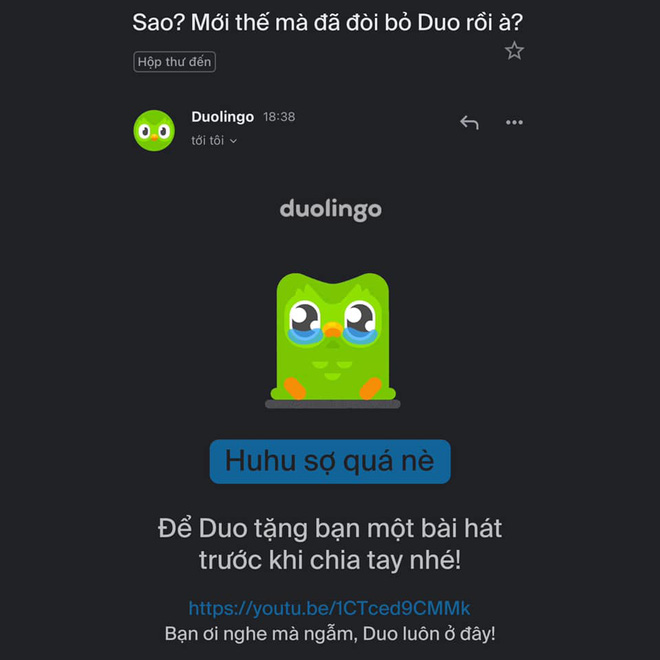 Sao? Mới thế mà đã đòi bỏ Duo rồi à?
Hộp thư đến
Duolingo 18:38
tới tôi
duolingo
Huhu sợ quá nè
Để Duo tặng bạn một bài hát
trước khi chia tay nhé!
https://youtu.be/1CTced9CMMk
Bạn ơi nghe mà ngẫm, Duo luôn ở đây!